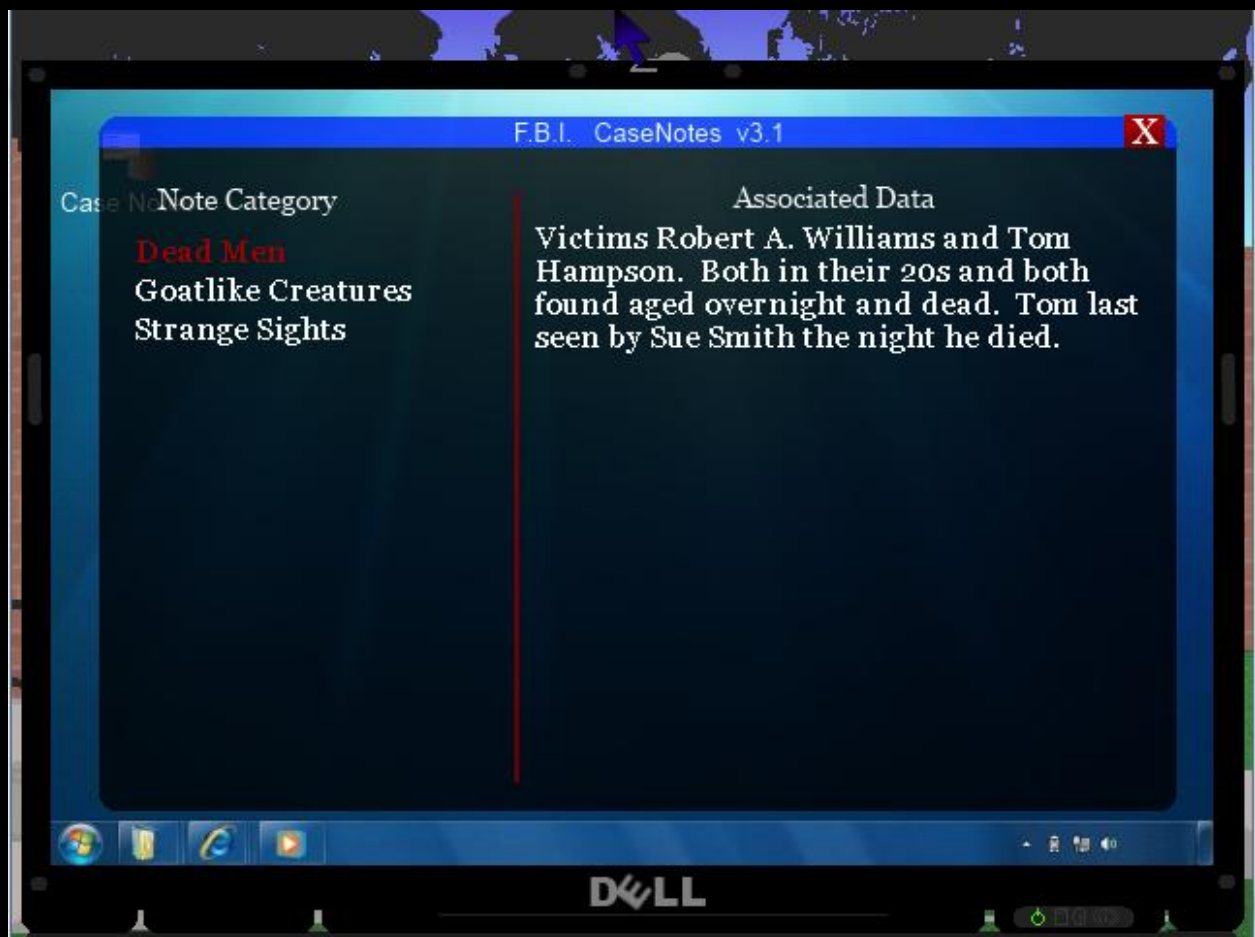 F.B.I. CaseNotes v3.1
X
Case No
Note Category
Associated Data
Dead Men
Goatlike Creatures
Strange Sights
Victims Robert A. Williams and Tom
Hampson. Both in their 20s and both
found aged overnight and dead. Tom last
seen by Sue Smith the night he died.
DELL